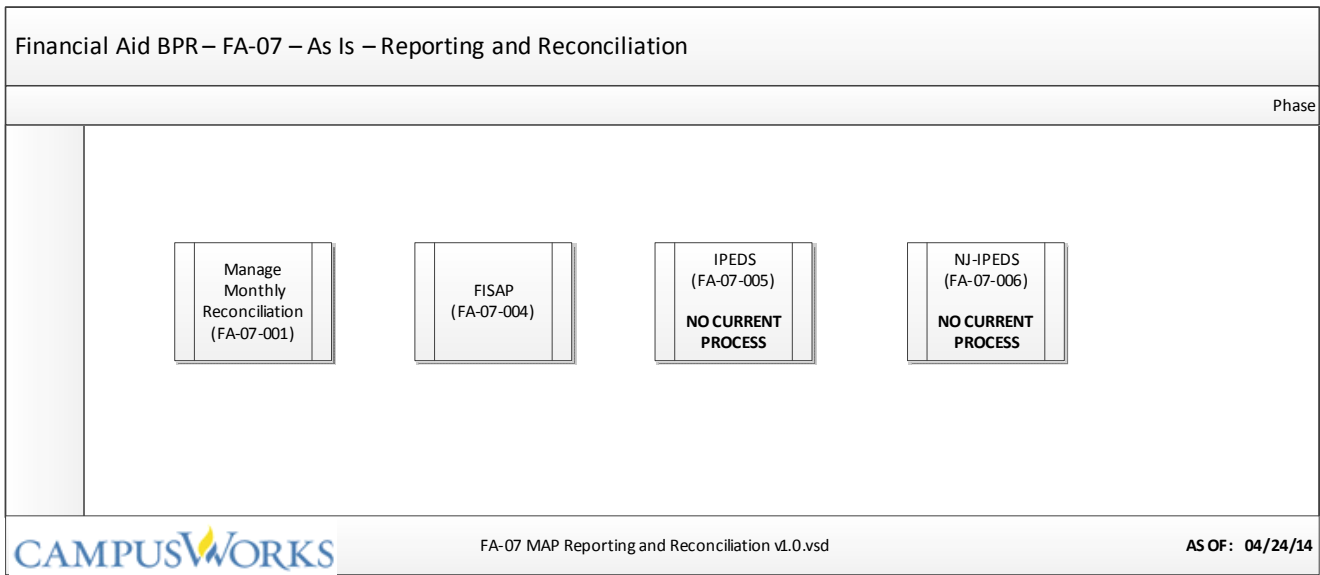 Financial Aid BPR – FA-07 – As Is – Reporting and Reconciliation
Phase
Manage
Monthly
Reconciliation
(FA-07-001)
FISAP
(FA-07-004)
IPEDS
(FA-07-005)
NO CURRENT
PROCESS
NJ-IPEDS
(FA-07-006)
NO CURRENT
PROCESS
CAMPUSWORKS
FA-07 MAP Reporting and Reconciliation v1.0.vsd
AS OF: 04/24/14